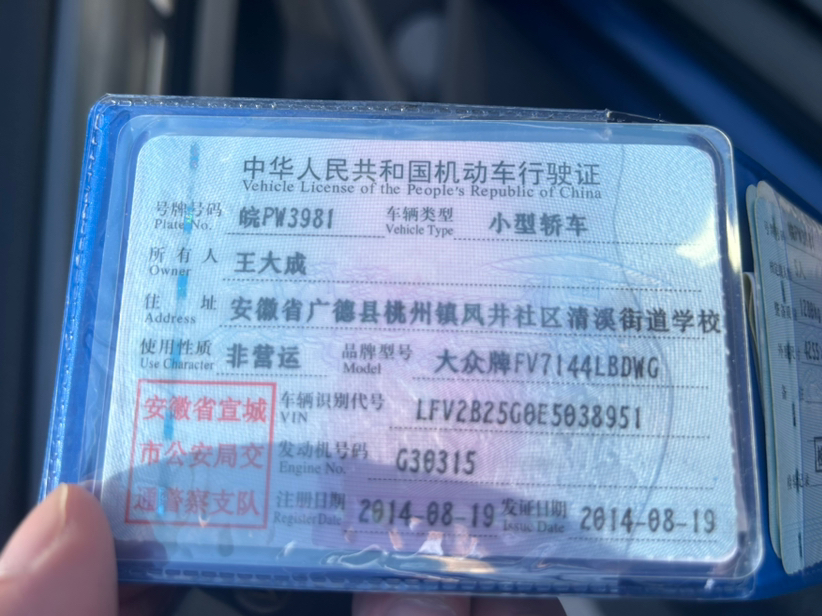 中华人民共和国机动车行驶证
Vehicle License of the People's Republic of China
号牌号码 皖PW3981 车辆类型 小型轿车
Plate No. Vehicle Type
所有人 王大成
Owner
住址 安徽省广德县桃州镇凤井社区清溪街道学校
Address
使用性质 非营运 品牌型号 大众牌FV7144LBDWG
Use Character Model
安徽省宣城 车辆识别代号 LFV2B25G0E5038951
VIN
市公安局交 发动机号码 G30315
Engine No.
通警察支队 注册日期 2014-08-19 发证日期 2014-08-19
Register Date Issue Date